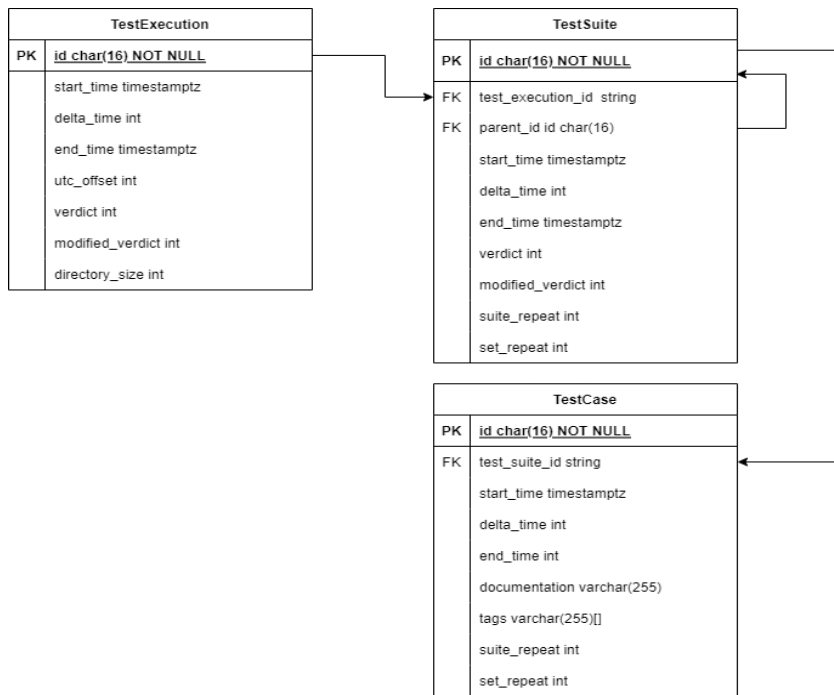 TestExecution
PK id char(16) NOT NULL
start_time timestamptz
delta_time int
end_time timestamptz
utc_offset int
verdict int
modified_verdict int
directory_size int
TestSuite
PK id char(16) NOT NULL
FK test_execution_id string
FK parent_id id char(16)
start_time timestamptz
delta_time int
end_time timestamptz
verdict int
modified_verdict int
suite_repeat int
set_repeat int
TestCase
PK id char(16) NOT NULL
FK test_suite_id string
start_time timestamptz
delta_time int
end_time int
documentation varchar(255)
tags varchar(255)[]
suite_repeat int
set_repeat int